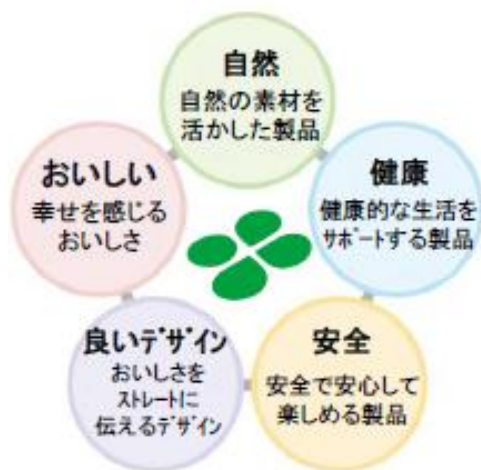 自然
自然の素材を
活かした製品
健康
健康的な生活を
ｻﾎﾟｰﾄする製品
安全
安全で安心して
楽しめる製品
良いﾃﾞｻﾞｲﾝ
おいしさを
ｽﾄﾚｰﾄに
伝えるﾃﾞｻﾞｲﾝ
おいしい
幸せを感じる
おいしさ